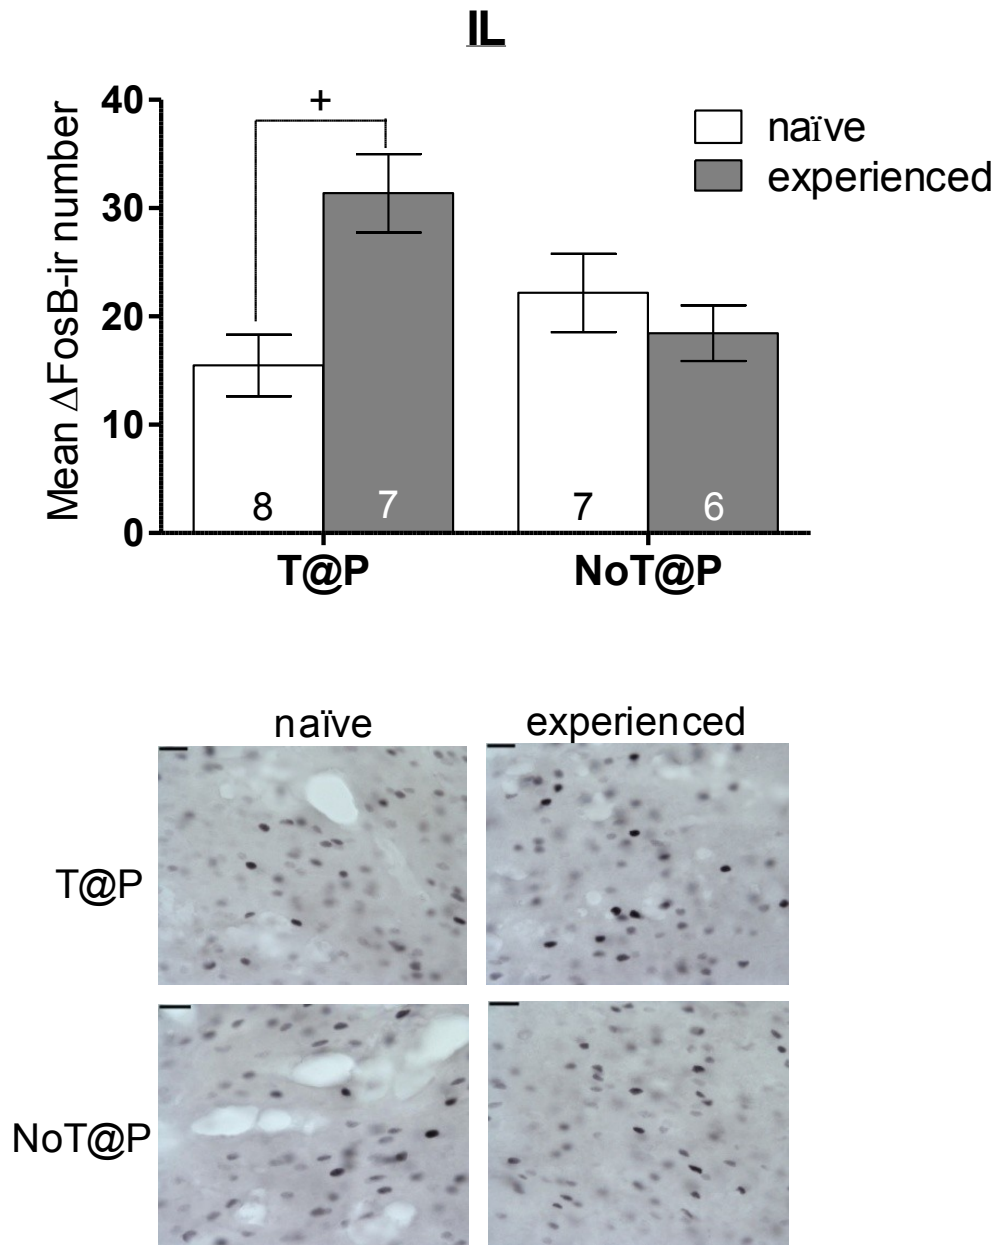 IL
Mean ΔFosB-ir number
40
30
20
10
0
+
naïve
experienced
8
7
7
6
T@P
NoT@P
naïve
experienced
T@P
NoT@P